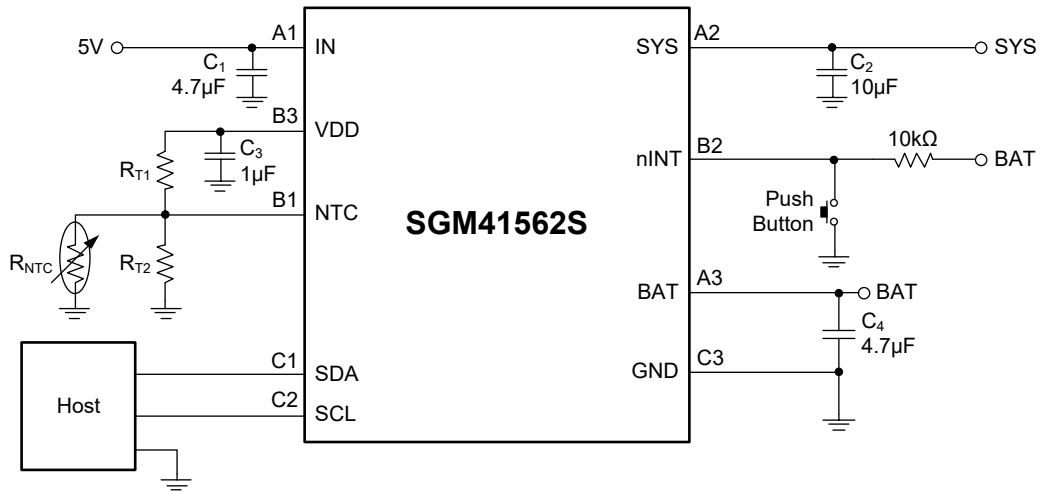 5V
A1
IN
C1
4.7µF
B3
VDD
C3
1µF
RT1
B1
NTC
RNTC
RT2
Host
C1
SDA
C2
SCL
SGM41562S
SYS
A2
SYS
C2
10µF
nINT
B2
10kΩ
BAT
Push
Button
BAT
A3
BAT
C4
4.7µF
GND
C3